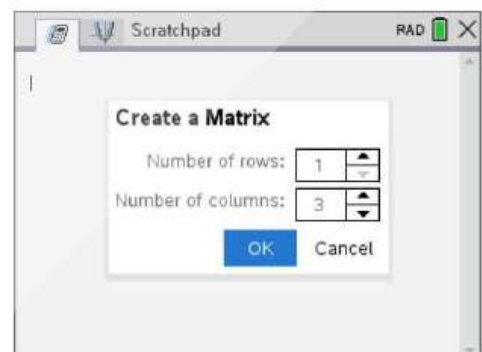 Scratchpad RAD
Create a Matrix
Number of rows: 1
Number of columns: 3
OK Cancel